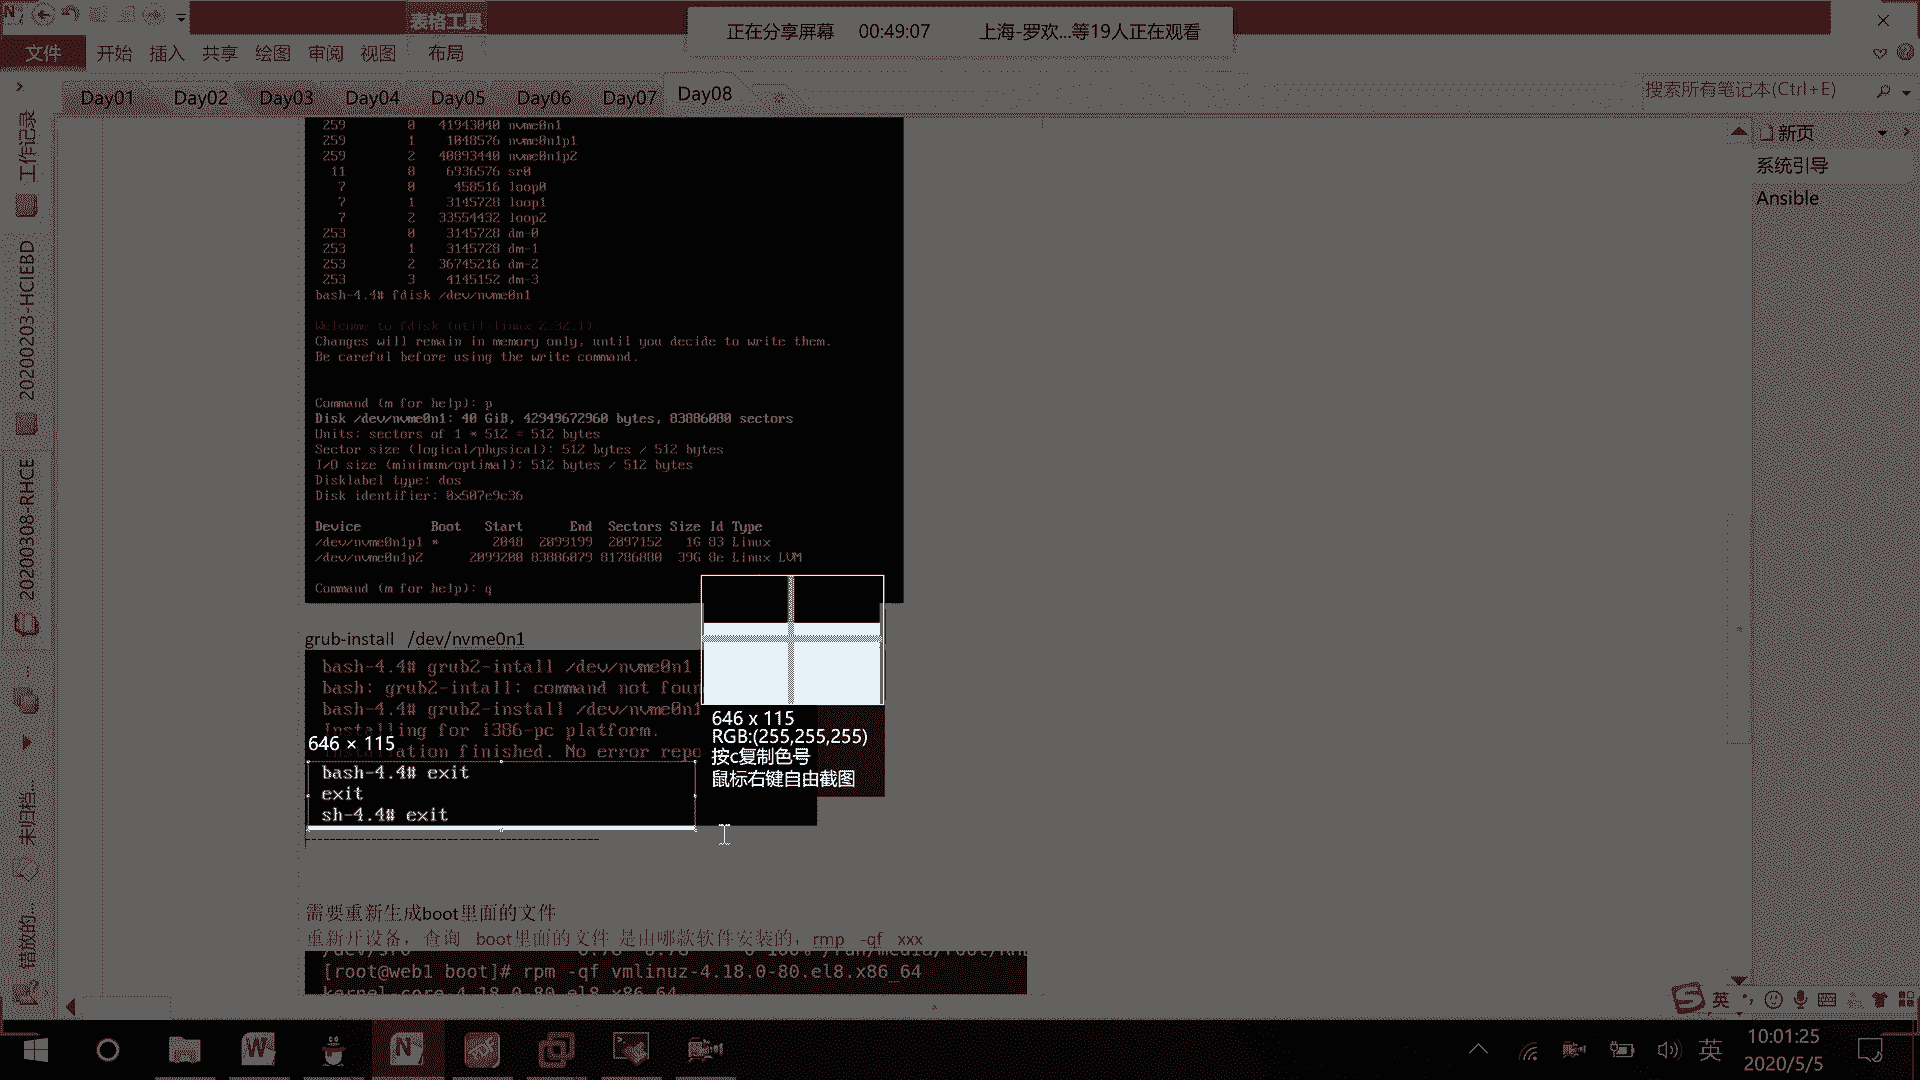 表格工具
正在分享屏幕 00:49:07 上海-罗欢...等19人正在观看
文件 开始 插入 共享 绘图 审阅 视图 布局
Day01 Day02 Day03 Day04 Day05 Day06 Day07 Day08
搜索所有笔记本(Ctrl+E)
工作记录
20200203-HCIEBD
20200308-RHCE
未归档...
错放的...
新页
系统引导
Ansible
259 0 41943040 nvme0n1
259 1 1048576 nvme0n1p1
259 2 40893440 nvme0n1p2
11 0 6936576 sr0
7 0 458516 loop0
7 1 3145728 loop1
7 2 33554432 loop2
253 0 3145728 dm-0
253 1 3145728 dm-1
253 2 36745216 dm-2
253 3 4145152 dm-3
bash-4.4# fdisk /dev/nvme0n1
Welcome to fdisk (util-linux 2.32.1).
Changes will remain in memory only, until you decide to write them.
Be careful before using the write command.
Command (m for help): p
Disk /dev/nvme0n1: 40 GiB, 42949672960 bytes, 83886080 sectors
Units: sectors of 1 * 512 = 512 bytes
Sector size (logical/physical): 512 bytes / 512 bytes
I/O size (minimum/optimal): 512 bytes / 512 bytes
Disklabel type: dos
Disk identifier: 0x507e9c36
Device Boot Start End Sectors Size Id Type
/dev/nvme0n1p1 * 2048 2099199 2097152 1G 83 Linux
/dev/nvme0n1p2 2099200 83886079 81786880 39G 8e Linux LVM
Command (m for help): q
grub-install /dev/nvme0n1
bash-4.4# grub2-intall /dev/nvme0n1
bash: grub2-intall: command not foun
bash-4.4# grub2-install /dev/nvme0n1
Installing for i386-pc platform.
ation finished. No error repo
646 × 115
bash-4.4# exit
exit
sh-4.4# exit
646 x 115
RGB:(255,255,255)
按c复制色号
鼠标右键自由截图
需要重新生成boot里面的文件
重新开设备，查询 boot里面的文件 是由哪款软件安装的，rmp -qf xxx
[root@web1 boot]# rpm -qf vmlinuz-4.18.0-80.el8.x86_64
kernel-core-4.18.0-80.el8.x86_64
英
英
10:01:25
2020/5/5